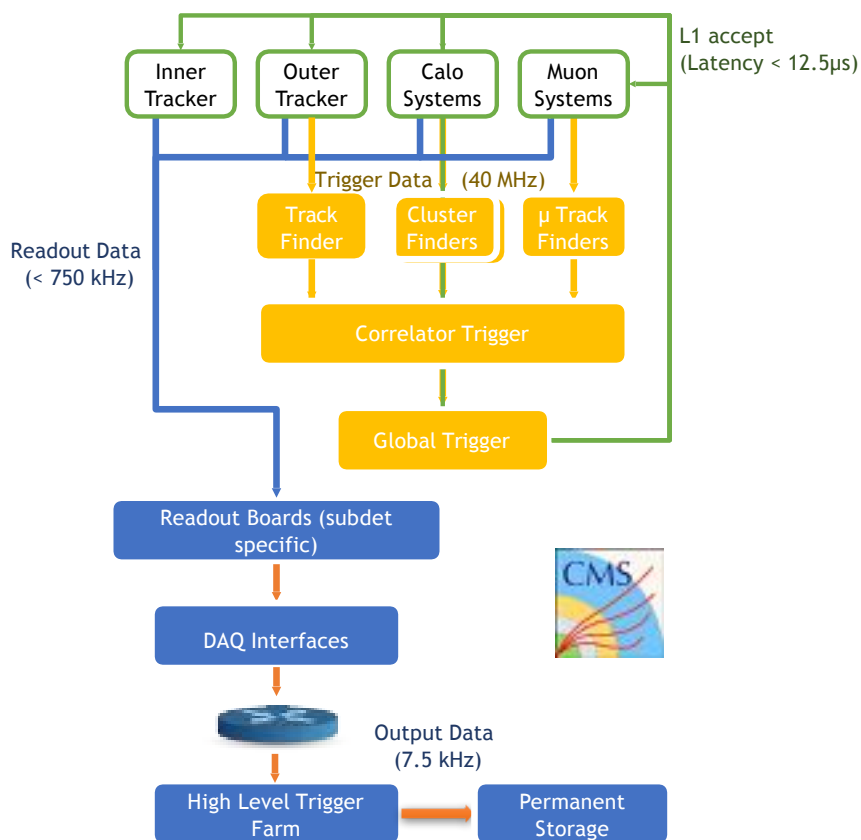 L1 accept
(Latency < 12.5µs)
Inner
Tracker
Outer
Tracker
Calo
Systems
Muon
Systems
Trigger Data (40 MHz)
Track
Finder
Cluster
Finders
µ Track
Finders
Readout Data
(< 750 kHz)
Correlator Trigger
Global Trigger
Readout Boards (subdet
specific)
CMS
DAQ Interfaces
Output Data
(7.5 kHz)
High Level Trigger
Farm
Permanent
Storage